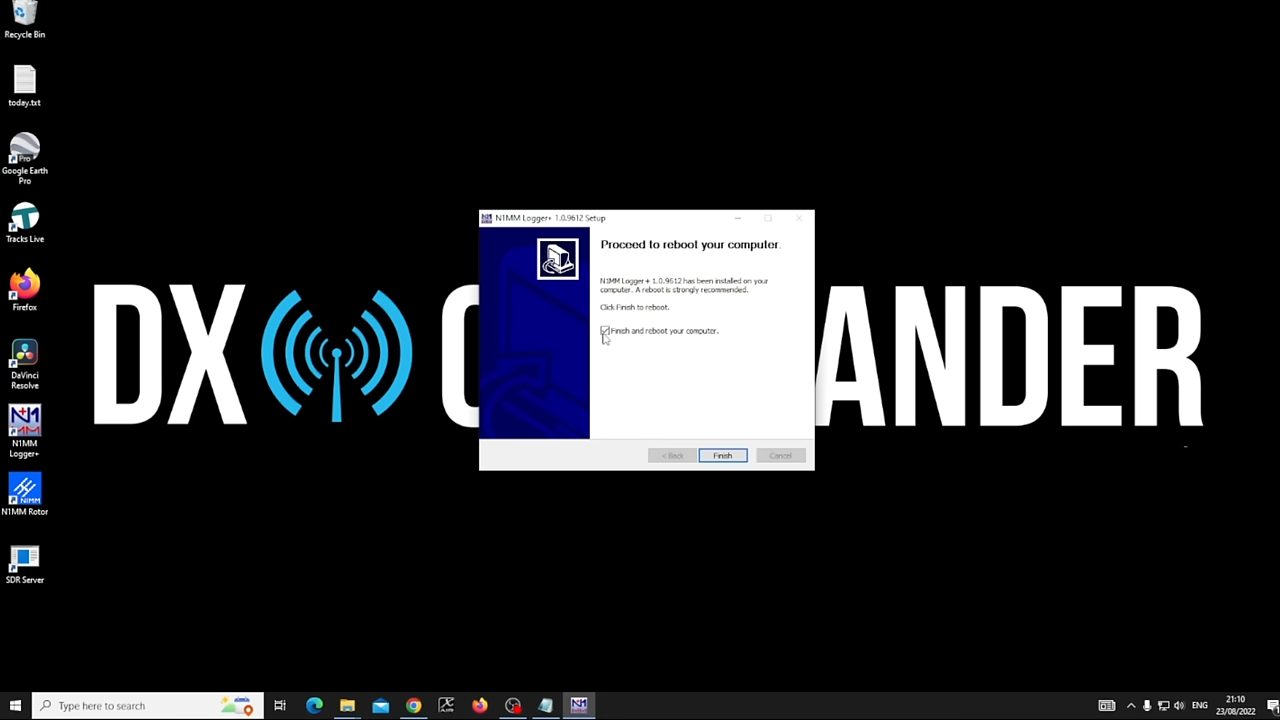 Recycle Bin
today.txt
Pro
Google Earth
Pro
Tracks Live
Firefox
DaVinci
Resolve
N1MM
Logger+
N1MM Rotor
SDR Server
DX C
ANDER
N1MM Logger+ 1.0.9612 Setup
Proceed to reboot your computer.
N1MM Logger+ 1.0.9612 has been installed on your
computer. A reboot is strongly recommended.
Click Finish to reboot.
Finish and reboot your computer.
< Back
Finish
Cancel
Type here to search
ENG
21:10
23/08/2022